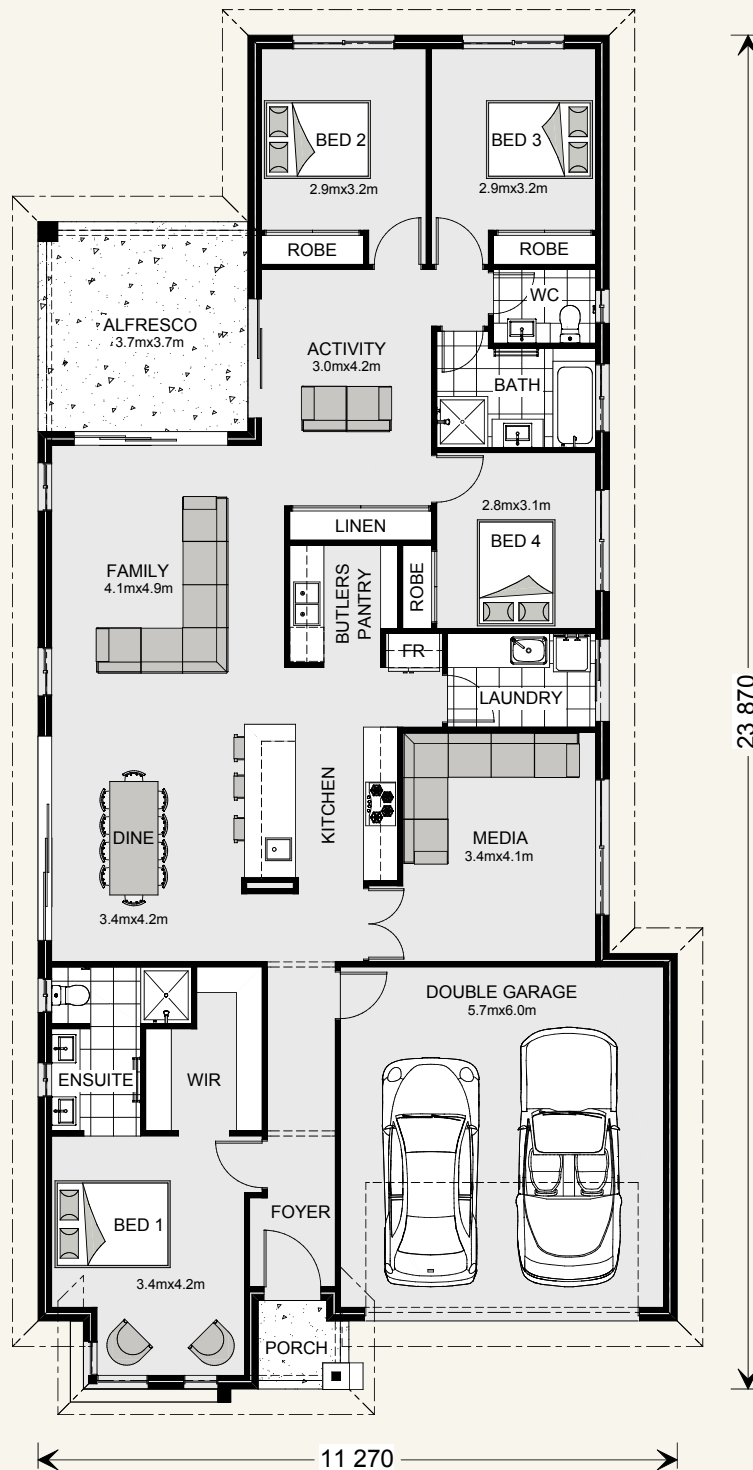 BED 2
2.9mx3.2m
BED 3
2.9mx3.2m
ROBE
ROBE
WC
ALFRESCO
3.7mx3.7m
ACTIVITY
3.0mx4.2m
BATH
LINEN
2.8mx3.1m
BED 4
FAMILY
4.1mx4.9m
BUTLERS
PANTRY
ROBE
FR
LAUNDRY
23 870
KITCHEN
DINE
3.4mx4.2m
MEDIA
3.4mx4.1m
DOUBLE GARAGE
5.7mx6.0m
ENSUITE
WIR
BED 1
3.4mx4.2m
FOYER
PORCH
11 270